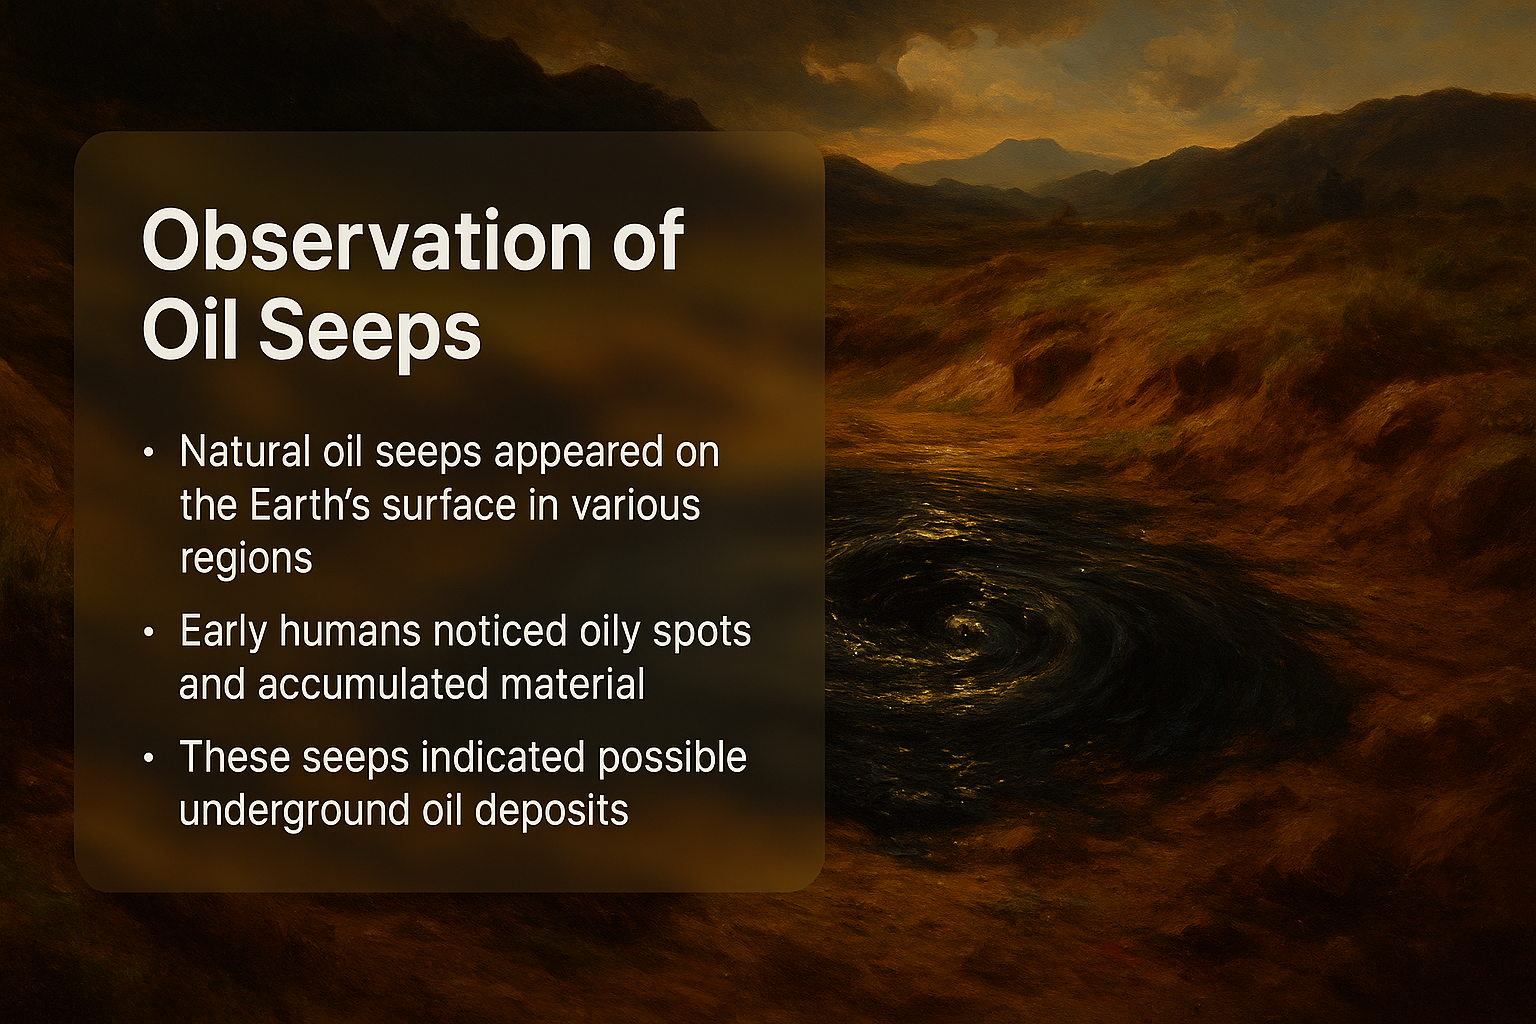 Observation of
Oil Seeps
• Natural oil seeps appeared on
the Earth’s surface in various
regions
• Early humans noticed oily spots
and accumulated material
• These seeps indicated possible
underground oil deposits